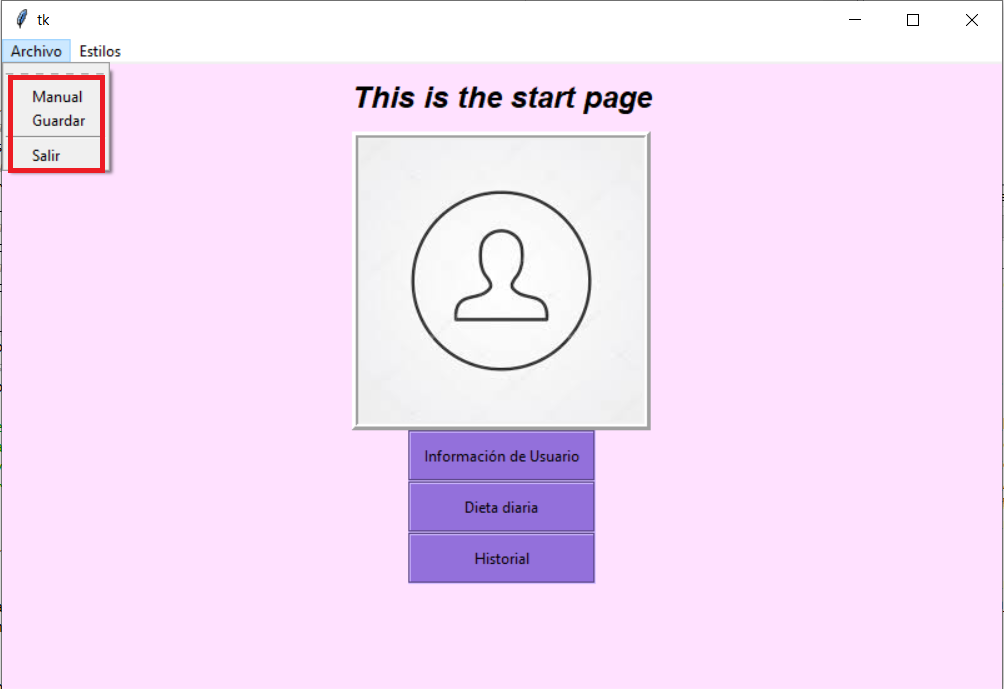 tk
Archivo Estilos
Manual
Guardar
Salir
This is the start page
Información de Usuario
Dieta diaria
Historial